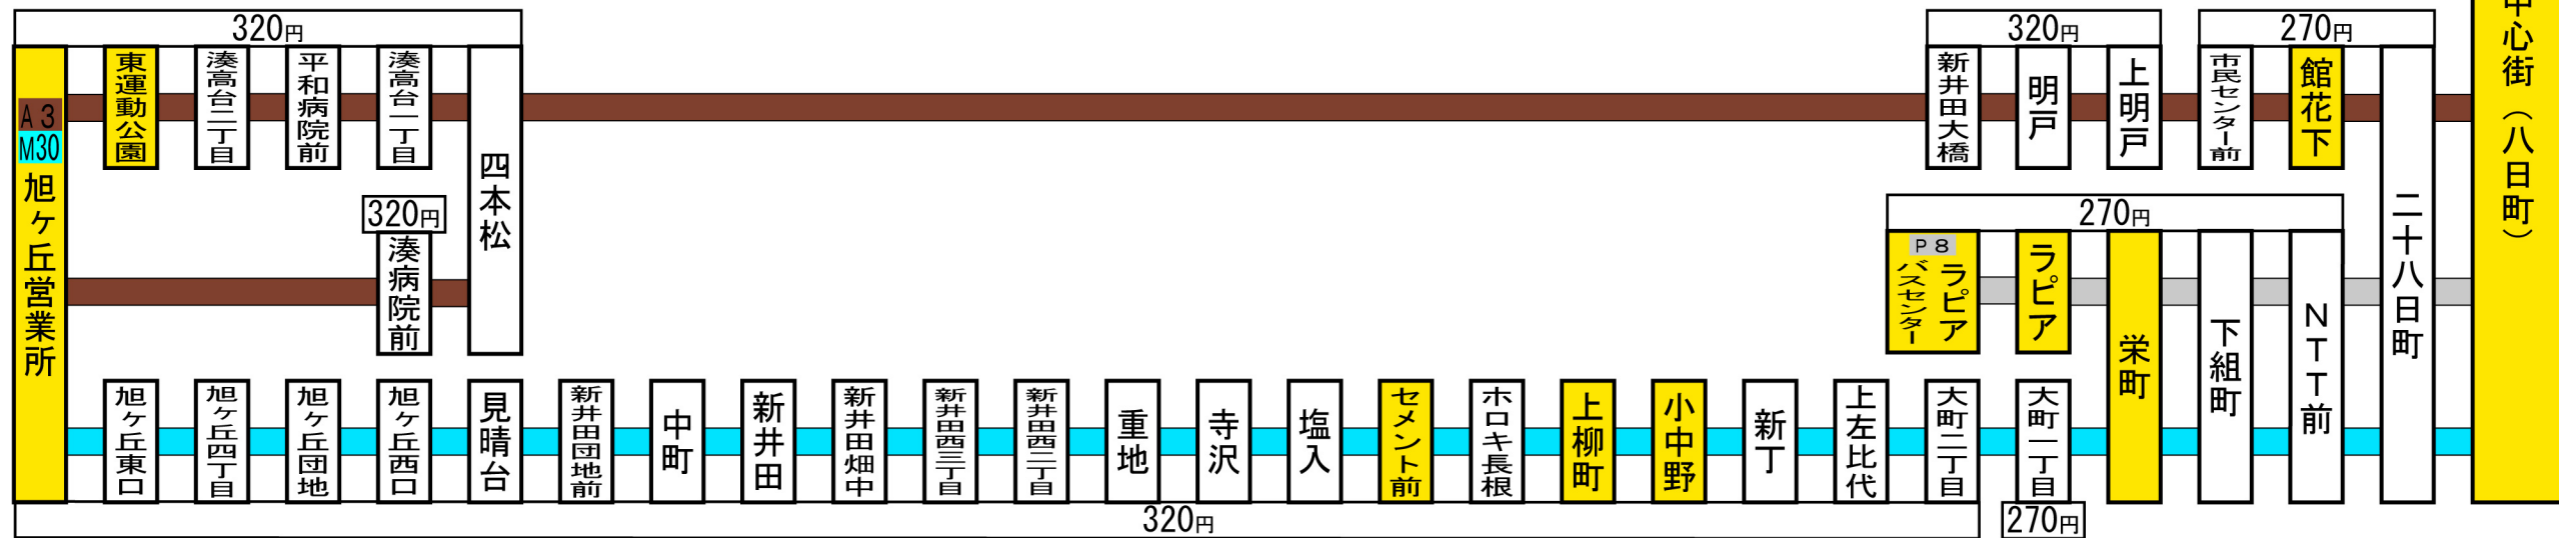 320円
320円
270円
A3
M30
旭ヶ丘営業所
東運動公園
湊高台二丁目
平和病院前
湊高台一丁目
四本松
新井田大橋
明戸
上明戸
市民センター前
館花下
二十八日町
中心街（八日町）
320円
湊病院前
270円
P8
ラピア
バスセンター
ラピア
栄町
下組町
NTT前
旭ヶ丘東口
旭ヶ丘四丁目
旭ヶ丘団地
旭ヶ丘西口
見晴台
新井田団地前
中町
新井田
新井田畑中
新井田西三丁目
新井田西二丁目
重地
寺沢
塩入
セメント前
ホロキ長根
上柳町
小中野
新丁
上左比代
大町二丁目
大町一丁目
320円
270円